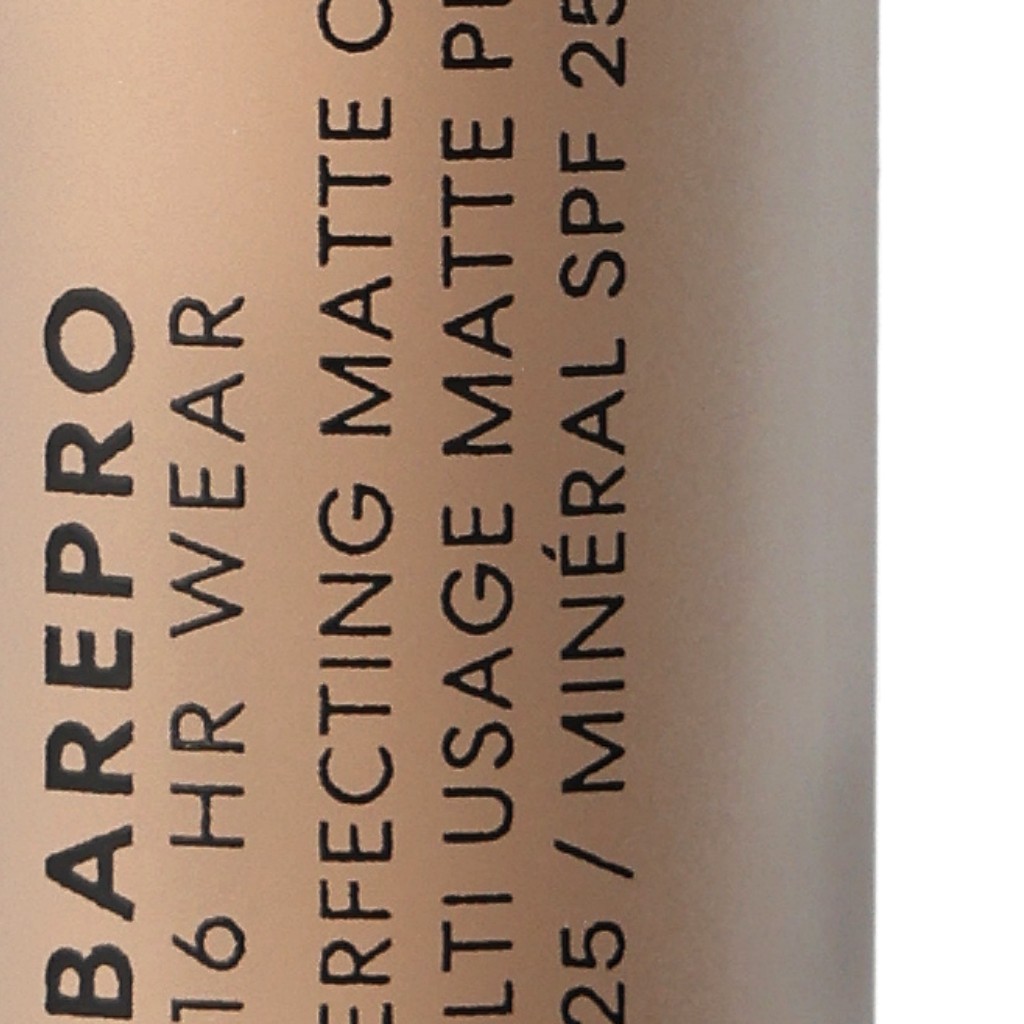 BAREPRO
16 HR WEAR
ERFECTING MATTE C
LTI USAGE MATTE P
25 / MINÉRAL SPF 25